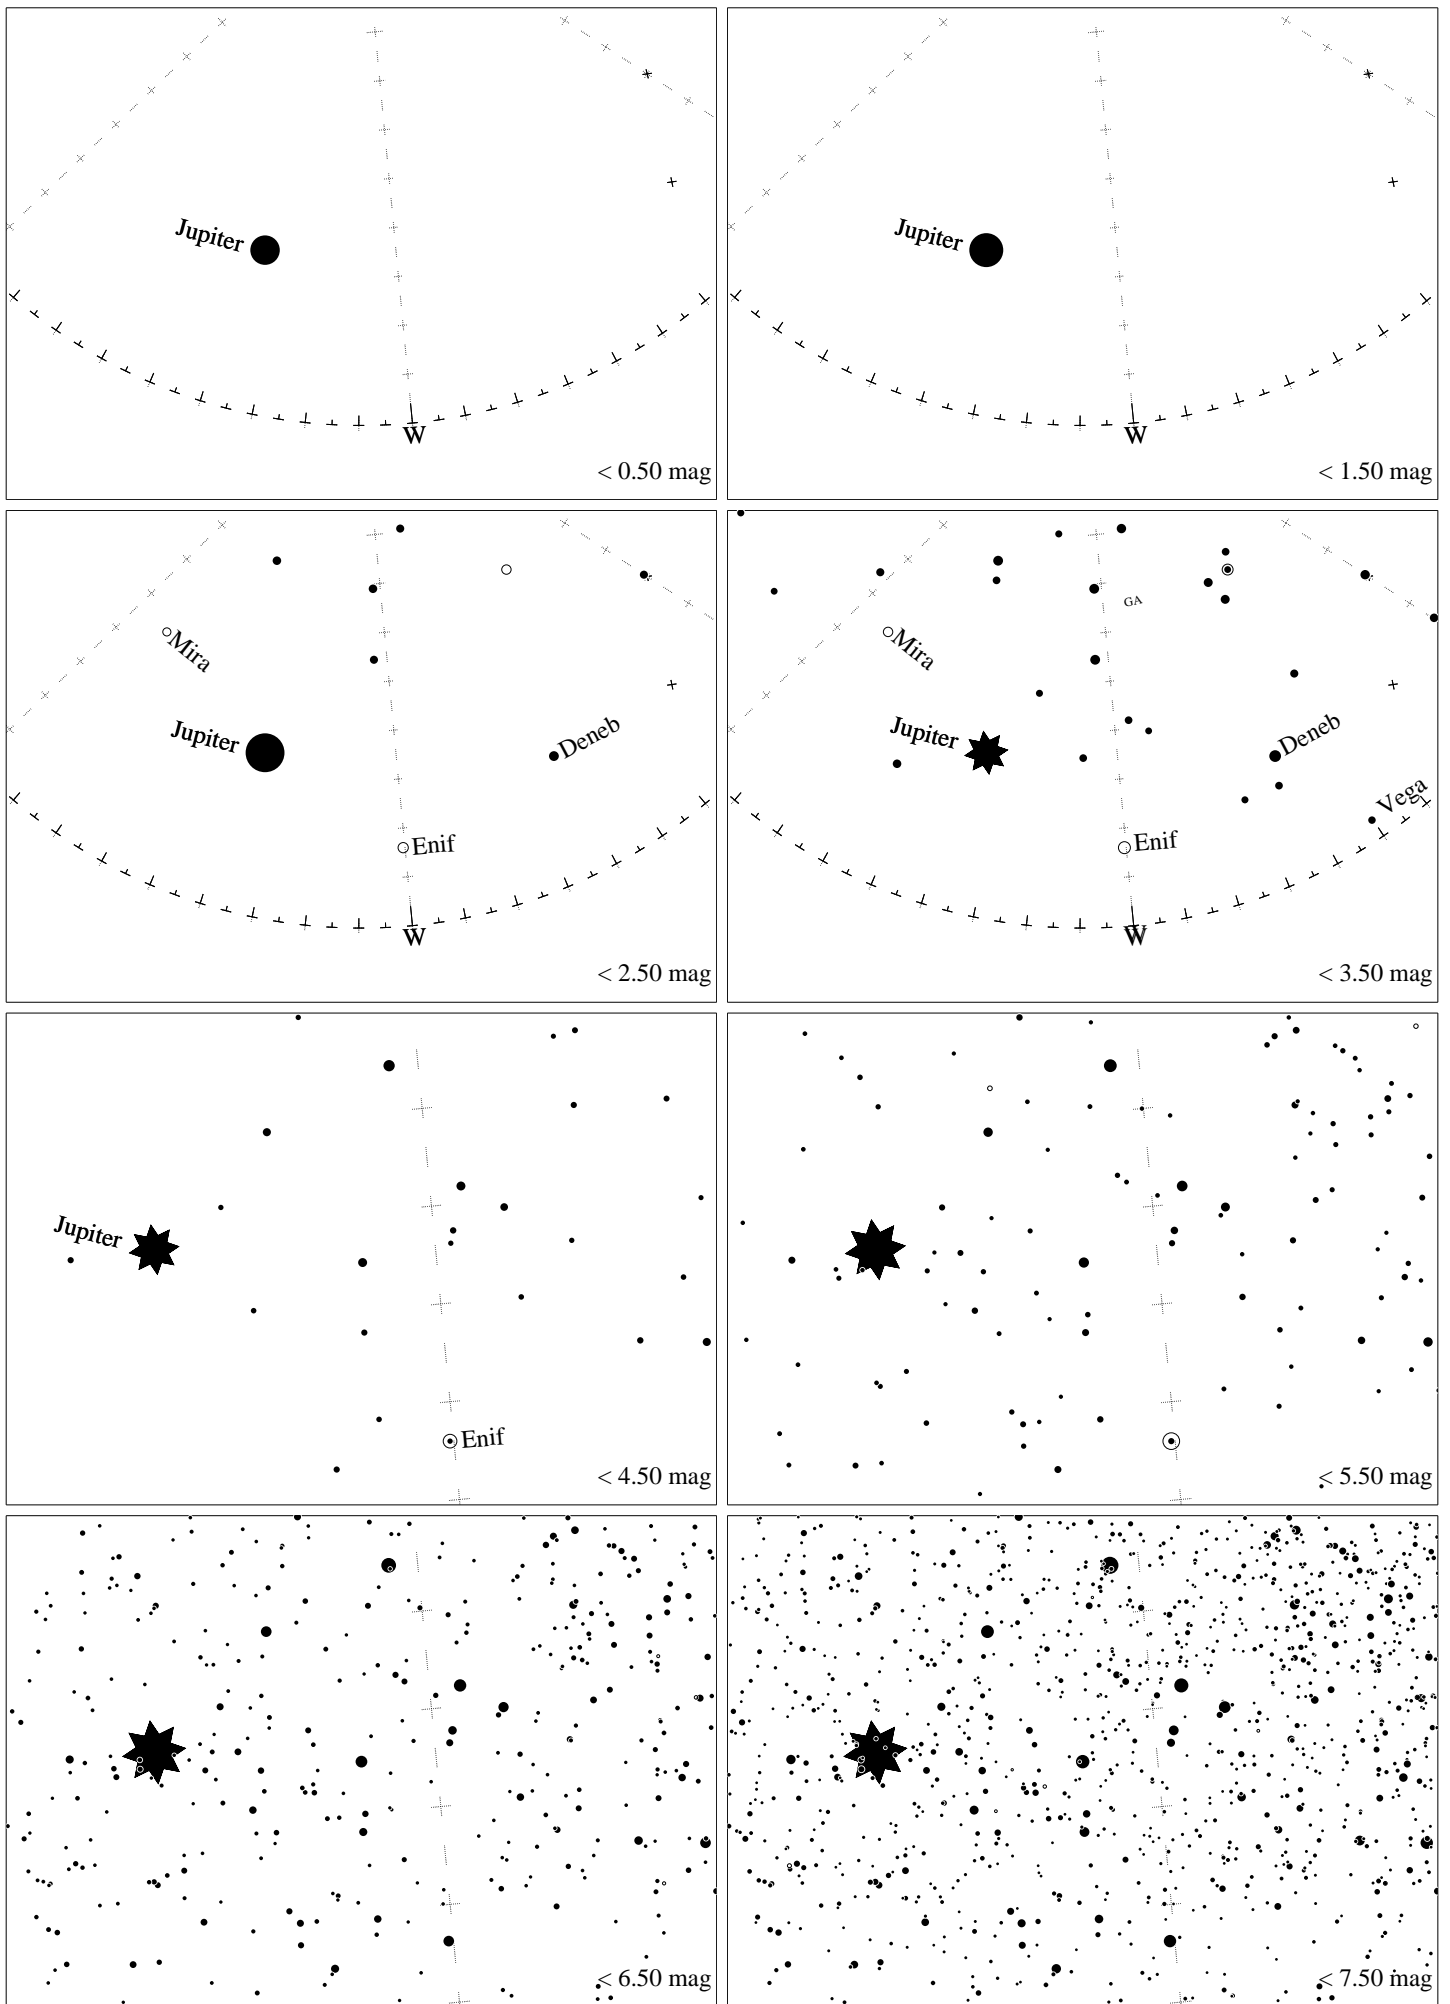 Jupiter
W
< 0.50 mag
Jupiter
W
< 1.50 mag
Mira
Jupiter
Deneb
Enif
W
< 2.50 mag
GA
Mira
Jupiter
Deneb
Vega
Enif
W
< 3.50 mag
Jupiter
Enif
< 4.50 mag
< 5.50 mag
< 6.50 mag
< 7.50 mag